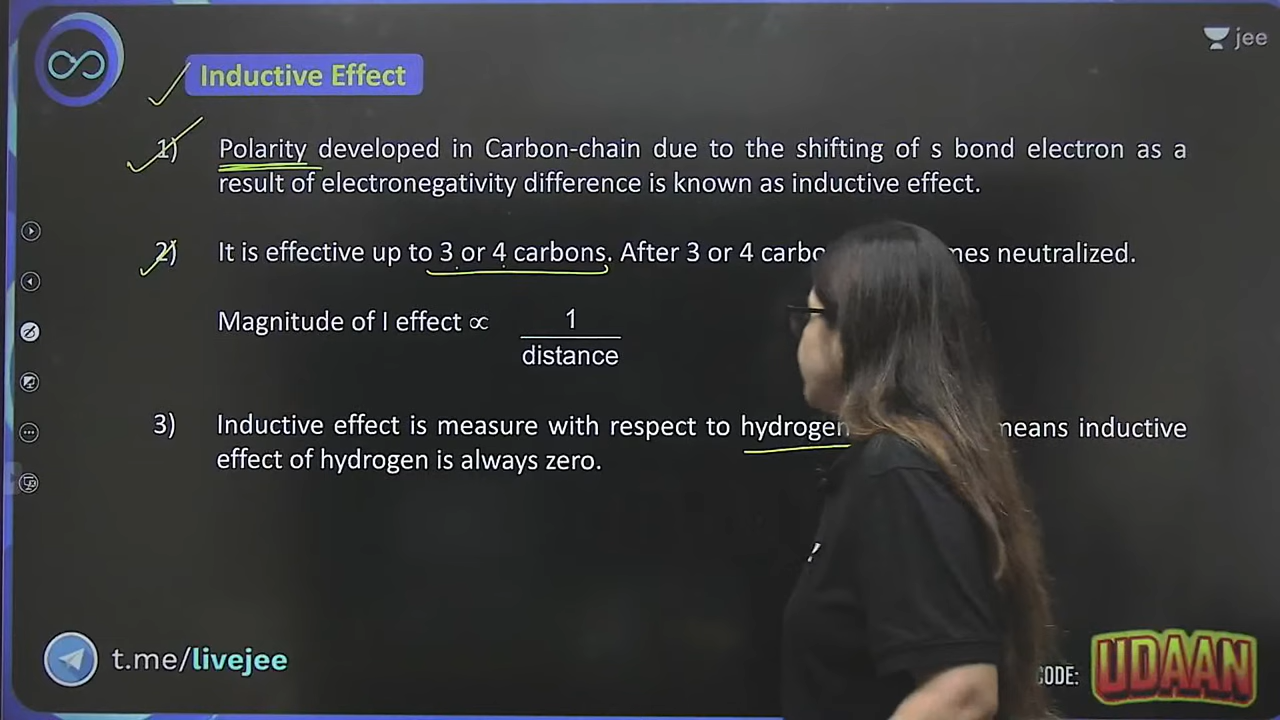 jee
Inductive Effect
1) Polarity developed in Carbon-chain due to the shifting of s bond electron as a
result of electronegativity difference is known as inductive effect.
2) It is effective up to 3 or 4 carbons. After 3 or 4 neutralized.
Magnitude of I effect ∝ 1
distance
3) Inductive effect is measure with respect to hydrogen means inductive
effect of hydrogen is always zero.
t.me/livejee
CODE: UDAAN